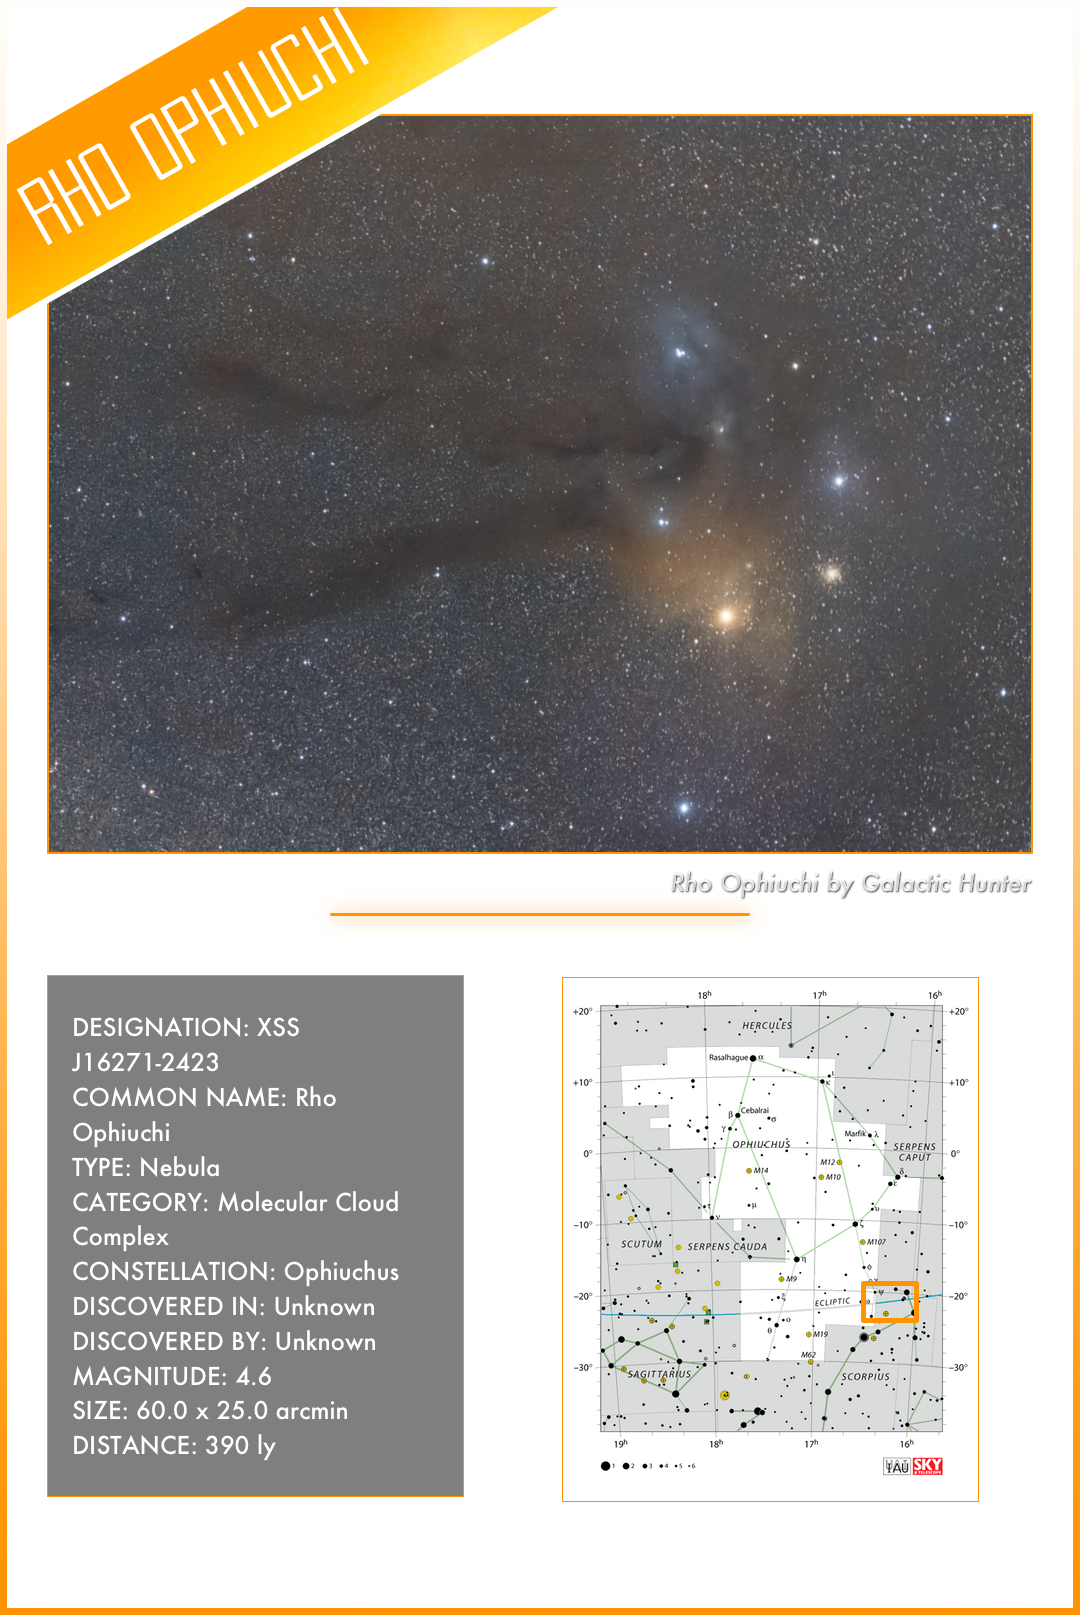 RHO OPHIUCHI
Rho Ophiuchi by Galactic Hunter
DESIGNATION: XSS
J16271-2423
COMMON NAME: Rho
Ophiuchi
TYPE: Nebula
CATEGORY: Molecular Cloud
Complex
CONSTELLATION: Ophiuchus
DISCOVERED IN: Unknown
DISCOVERED BY: Unknown
MAGNITUDE: 4.6
SIZE: 60.0 x 25.0 arcmin
DISTANCE: 390 ly
18h 17h 16h
+20° +20°
HERCULES
Rasalhague α
+10° κ ι +10°
β Cebalrai
γ σ
Marfik λ
OPHIUCHUS
SERPENS
CAPUT
0° 0°
M12
M14 M10 δ
ε
τ μ υ
ν
-10° ζ -10°
SCUTUM SERPENS CAUDA M107
η
M9 φ
χ
ψ
-20° ξ ECLIPTIC -20°
θ ο M19
M62
-30° SAGITTARIUS SCORPIUS -30°
19h 18h 17h 16h
1 2 3 4 5 6
IAU SKY
& TELESCOPE